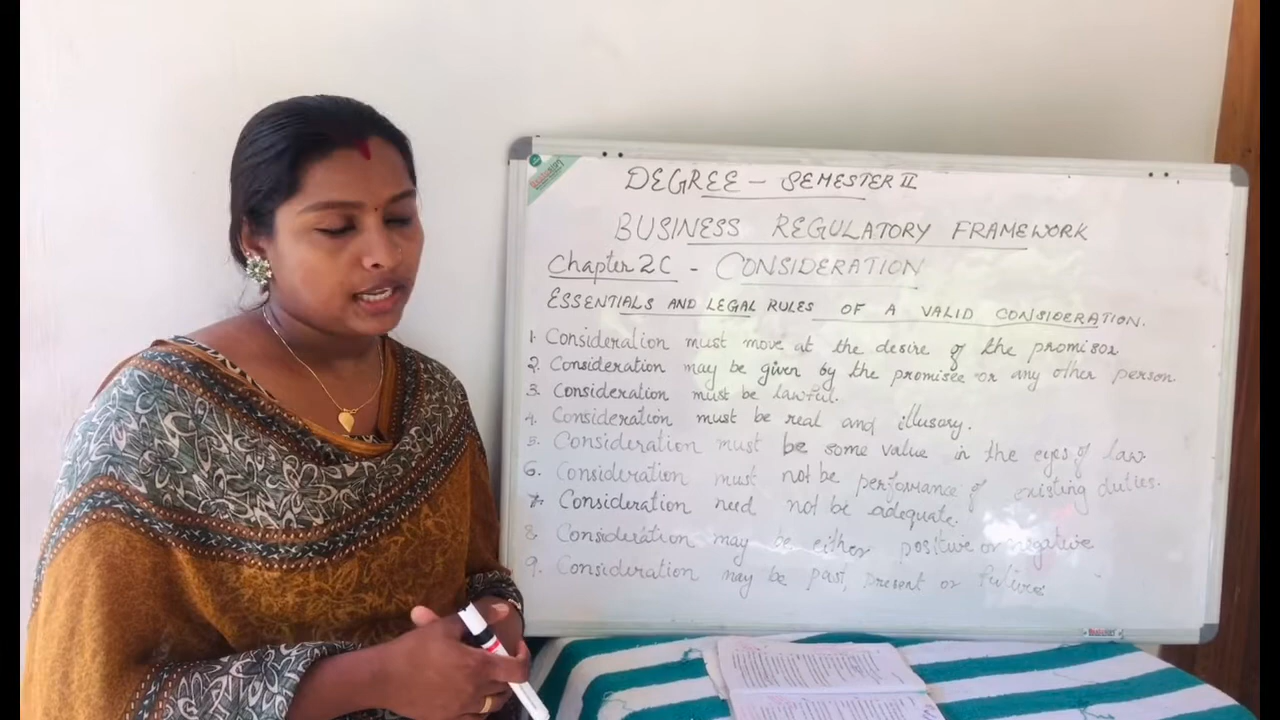 DEGREE - SEMESTER II
BUSINESS REGULATORY FRAMEWORK
Chapter 2C - CONSIDERATION
ESSENTIALS AND LEGAL RULES OF A VALID CONSIDERATION.
1. Consideration must move at the desire of the promisor
2. Consideration may be given by the promisee or any other person.
3. Consideration must be lawful.
4. Consideration must be real and illusory.
5. Consideration must be some value in the eyes of law
6. Consideration must not be performance of existing duties.
7. Consideration need not be adequate.
8. Consideration may be either positive or negative
9. Consideration may be past, present or future